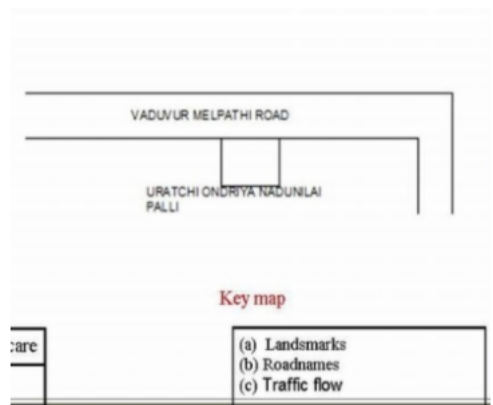 VADUVUR MELPATHI ROAD
URATCHI ONDRIYA NADUNILAI
PALLI
Key map
care
(a) Landsmarks
(b) Roadnames
(c) Traffic flow